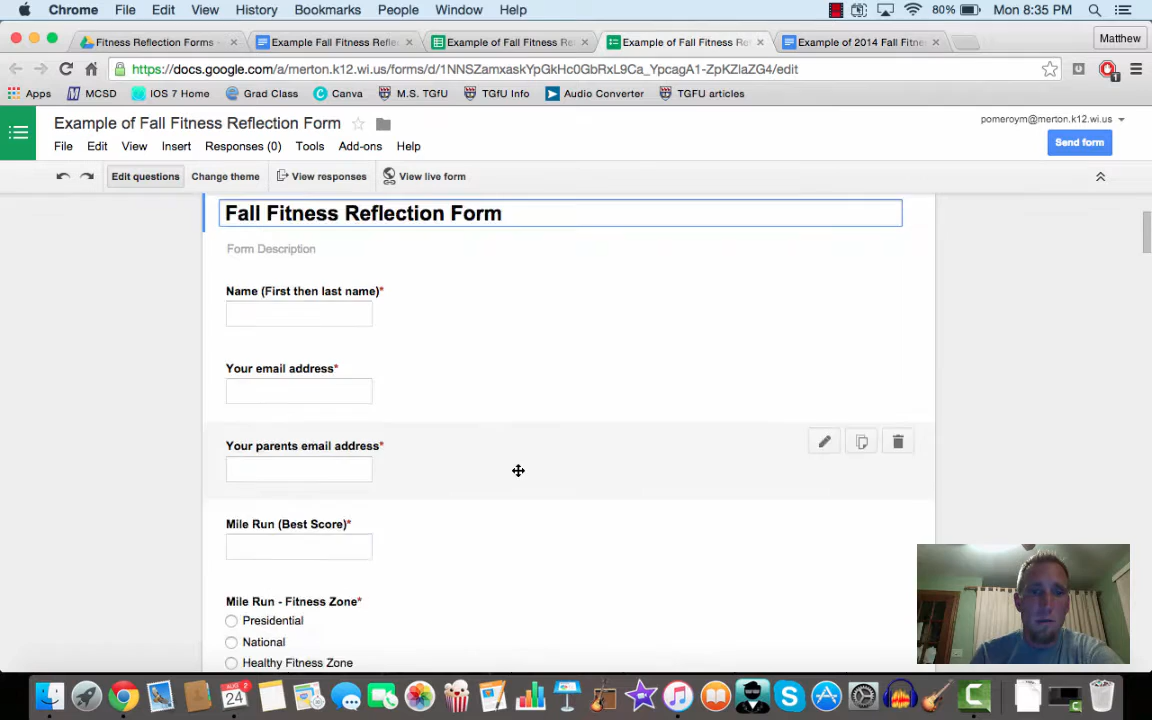 Chrome File Edit View History Bookmarks People Window Help 80% Mon 8:35 PM
Fitness Reflection Forms Example Fall Fitness Refle Example of Fall Fitness Re Example of Fall Fitness Re Example of 2014 Fall Fitne Matthew
https://docs.google.com/a/merton.k12.wi.us/forms/d/1NNSZamxaskYpGkHc0GbRxL9Ca_YpcagA1-ZpKZlaZG4/edit 1
Apps MCSD IOS 7 Home Grad Class Canva M.S. TGfU TGfU Info Audio Converter TGFU articles
Example of Fall Fitness Reflection Form pomeroym@merton.k12.wi.us
File Edit View Insert Responses (0) Tools Add-ons Help Send form
Edit questions Change theme View responses View live form
Fall Fitness Reflection Form
Form Description
Name (First then last name)*
Your email address*
Your parents email address*
Mile Run (Best Score)*
Mile Run - Fitness Zone*
Presidential
National
Healthy Fitness Zone
24